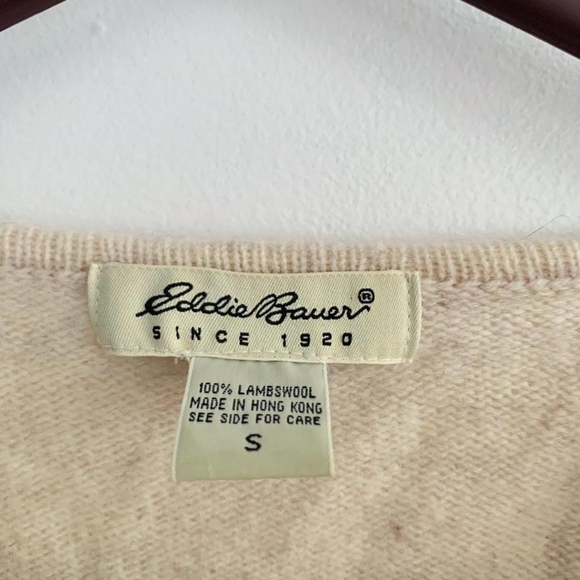 Eddie Bauer®
SINCE 1920
100% LAMBSWOOL
MADE IN HONG KONG
SEE SIDE FOR CARE
S